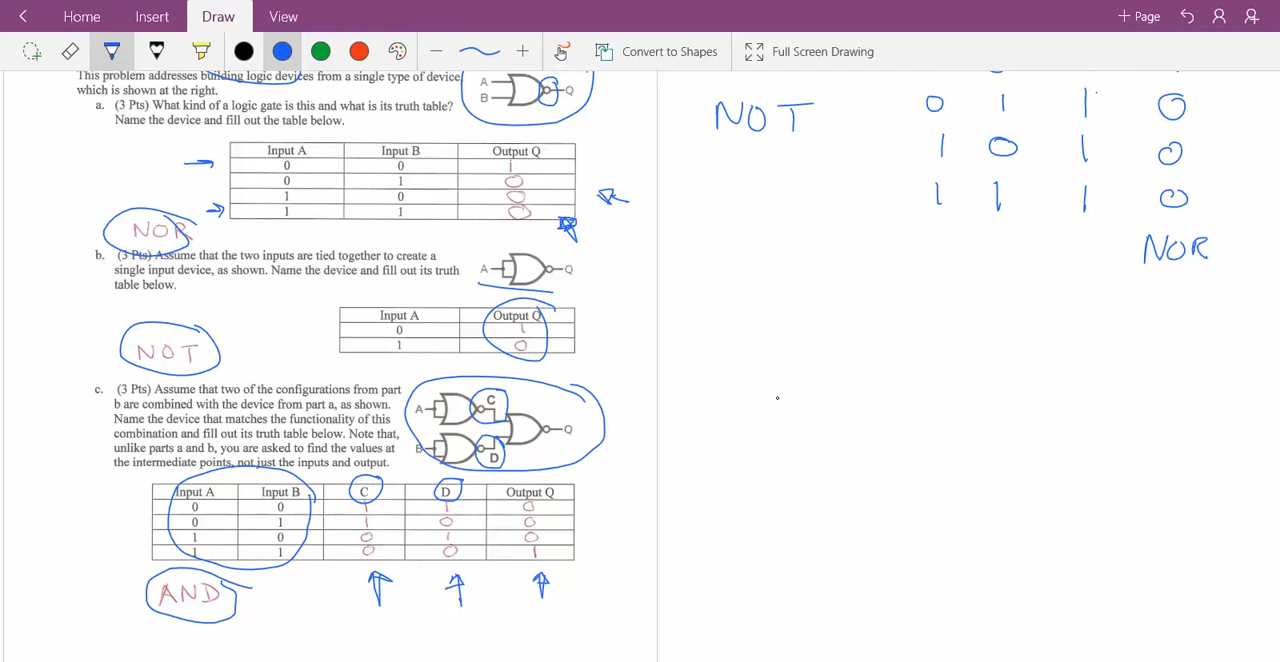 Home Insert Draw View + Page
Convert to Shapes Full Screen Drawing
This problem addresses building logic devices from a single type of device
which is shown at the right.
A
B
Q
a. (3 Pts) What kind of a logic gate is this and what is its truth table?
Name the device and fill out the table below.
Input A Input B Output Q
0 0 1
0 1 0
1 0 0
1 1 0
NOR
b. (3 Pts) Assume that the two inputs are tied together to create a
single input device, as shown. Name the device and fill out its truth
table below.
A Q
Input A Output Q
0 1
1 0
NOT
c. (3 Pts) Assume that two of the configurations from part
b are combined with the device from part a, as shown.
Name the device that matches the functionality of this
combination and fill out its truth table below. Note that,
unlike parts a and b, you are asked to find the values at
the intermediate points, not just the inputs and output.
A C
Q
B D
Input A Input B C D Output Q
0 0 1 1 0
0 1 1 0 0
1 0 0 1 0
1 1 0 0 1
AND
NOT
0 1 1 0
1 0 1 0
1 1 1 0
NOR